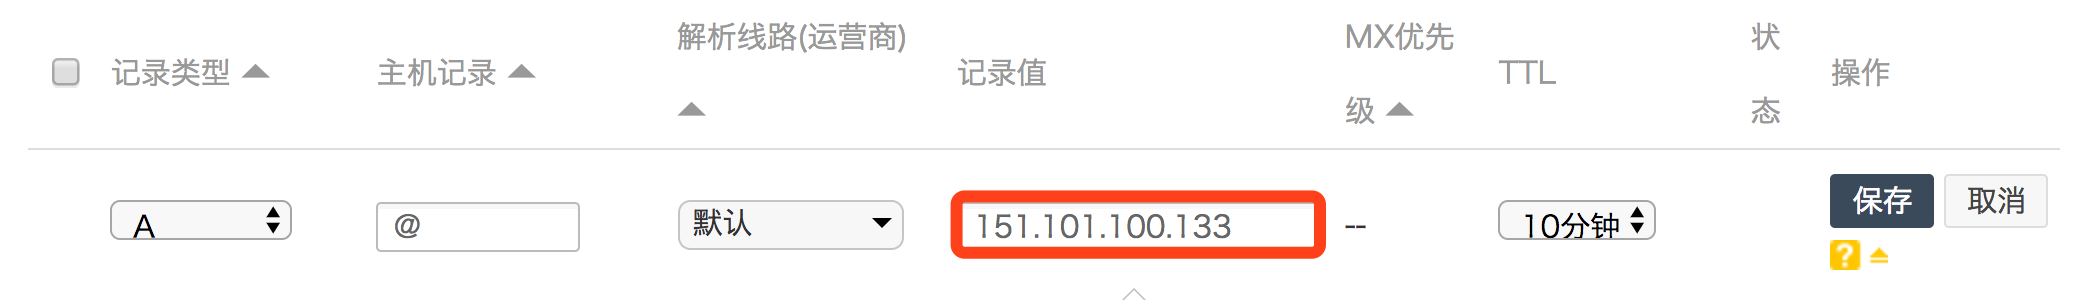 记录类型
主机记录
解析线路(运营商)
记录值
MX优先
级
TTL
状
态
操作
A
@
默认
151.101.100.133
--
10分钟
保存
取消
?